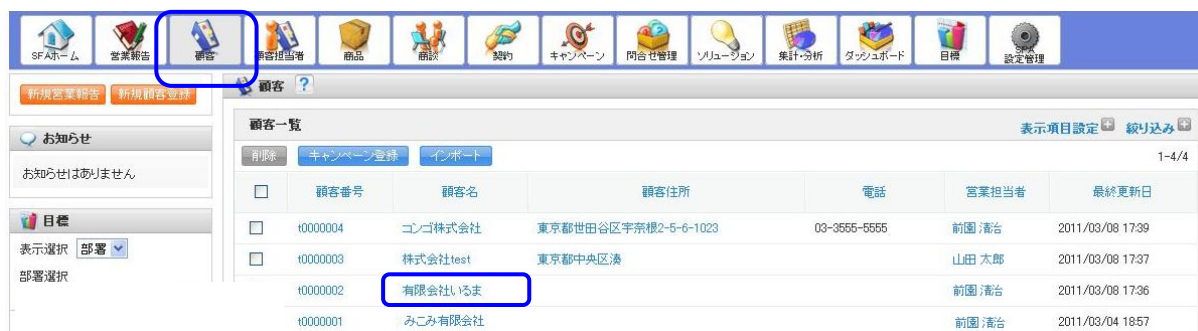 SFAホーム 営業報告 顧客 顧客担当者 商品 商談 契約 キャンペーン 問合せ管理 ソリューション 集計・分析 ダッシュボード 目標 SFA設定管理
新規営業報告 新規顧客登録
顧客 ?
お知らせ
お知らせはありません
目標
表示選択 部署
部署選択
顧客一覧 表示項目設定 絞り込み
削除 キャンペーン登録 インポート 1-4/4
顧客番号 顧客名 顧客住所 電話 営業担当者 最終更新日
t0000004 コンゴ株式会社 東京都世田谷区宇奈根2-5-6-1023 03-3555-5555 前園 清治 2011/03/08 17:39
t0000003 株式会社test 東京都中央区湊 山田 太郎 2011/03/08 17:37
t0000002 有限会社いるま 前園 清治 2011/03/08 17:36
t0000001 みこみ有限会社 前園 清治 2011/03/04 18:57